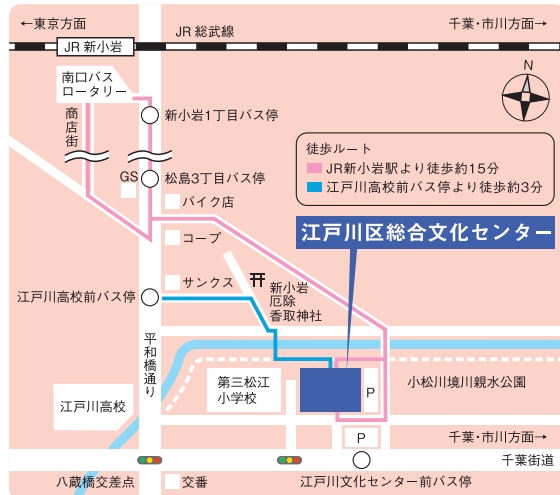 ←東京方面
JR 総武線
千葉・市川方面→
JR 新小岩
南口バス
ロータリー
N
商店街
新小岩1丁目バス停
徒歩ルート
JR新小岩駅より徒歩約15分
江戸川高校前バス停より徒歩約3分
GS
松島3丁目バス停
バイク店
江戸川区総合文化センター
コープ
サンクス
江戸川高校前バス停
新小岩
厄除
香取神社
平和橋通り
第三松江
小学校
P
小松川境川親水公園
江戸川高校
P
千葉・市川方面→
千葉街道
八蔵橋交差点
交番
江戸川文化センター前バス停